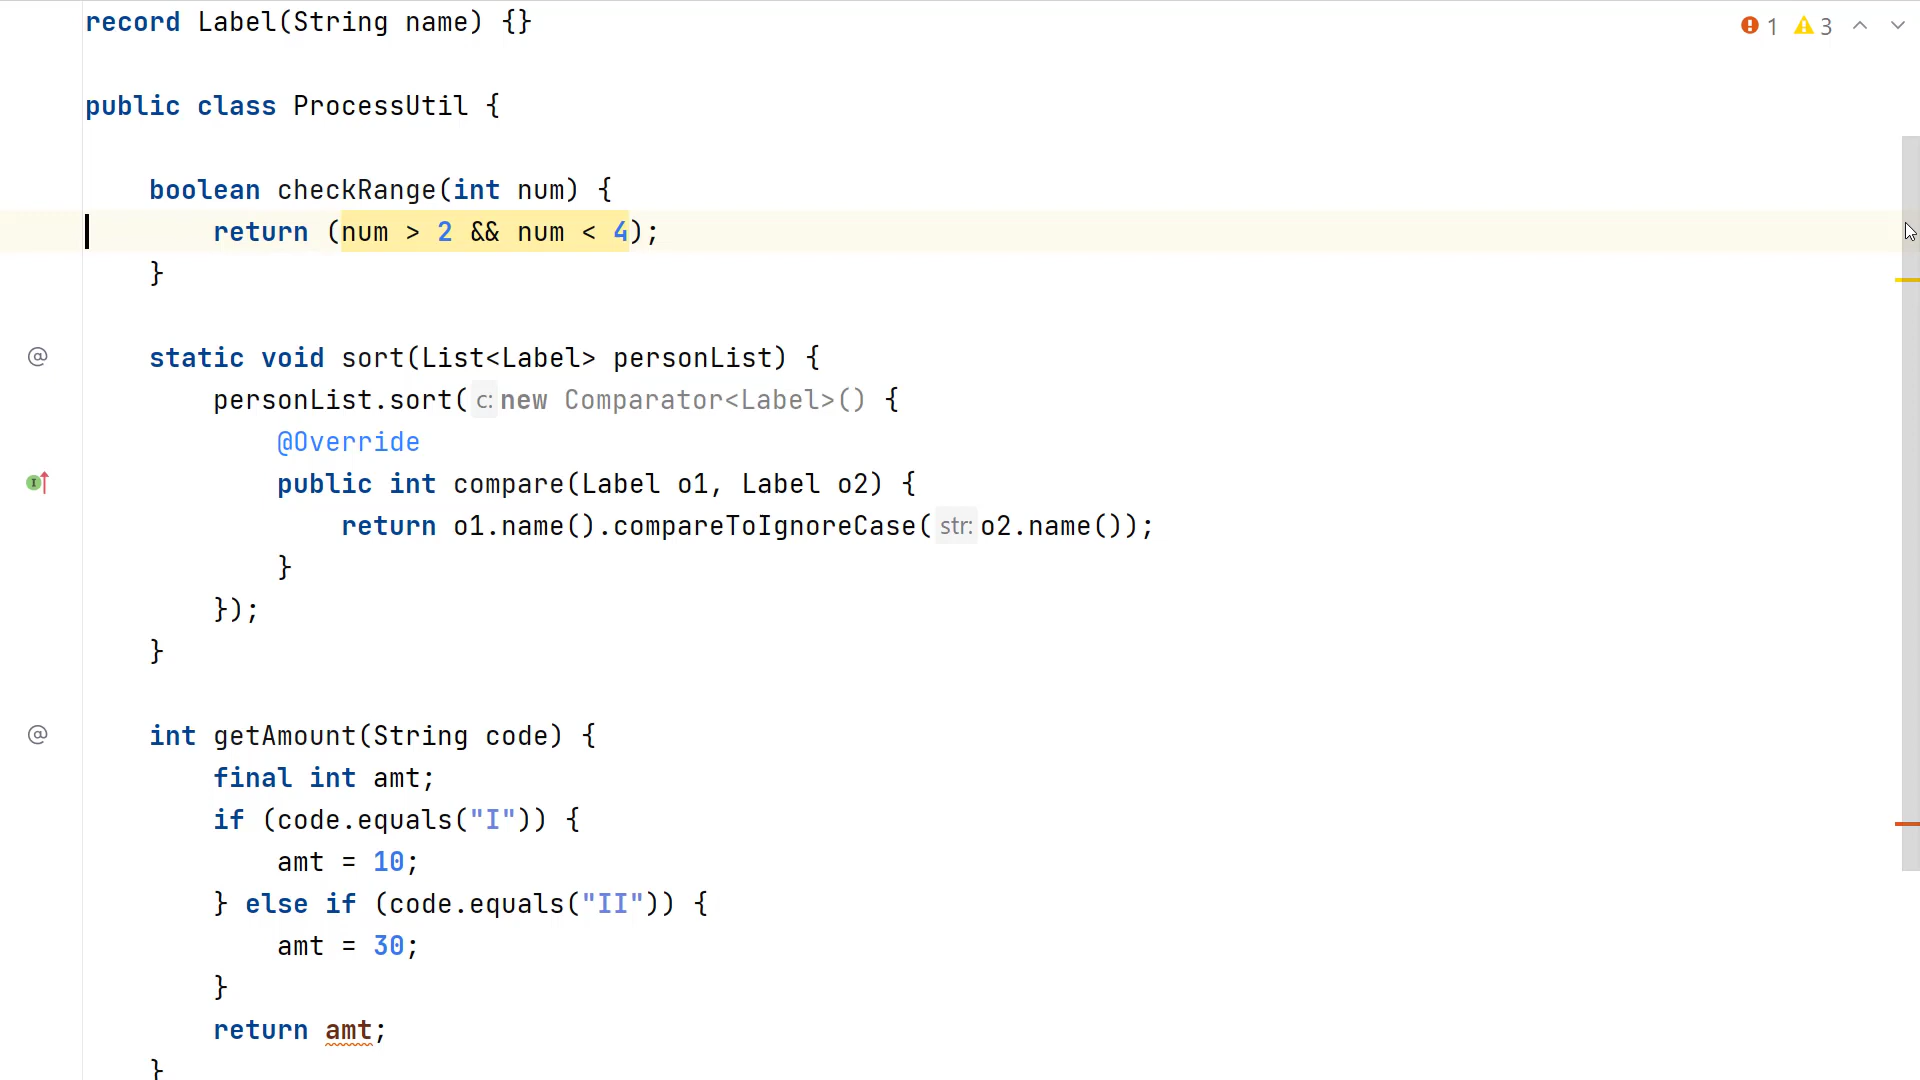 record Label(String name) {}
1 3
public class ProcessUtil {
boolean checkRange(int num) {
return (num > 2 && num < 4);
}
@ static void sort(List<Label> personList) {
personList.sort( c: new Comparator<Label>() {
@Override
I public int compare(Label o1, Label o2) {
return o1.name().compareToIgnoreCase( str: o2.name());
}
});
}
@ int getAmount(String code) {
final int amt;
if (code.equals("I")) {
amt = 10;
} else if (code.equals("II")) {
amt = 30;
}
return amt;
}